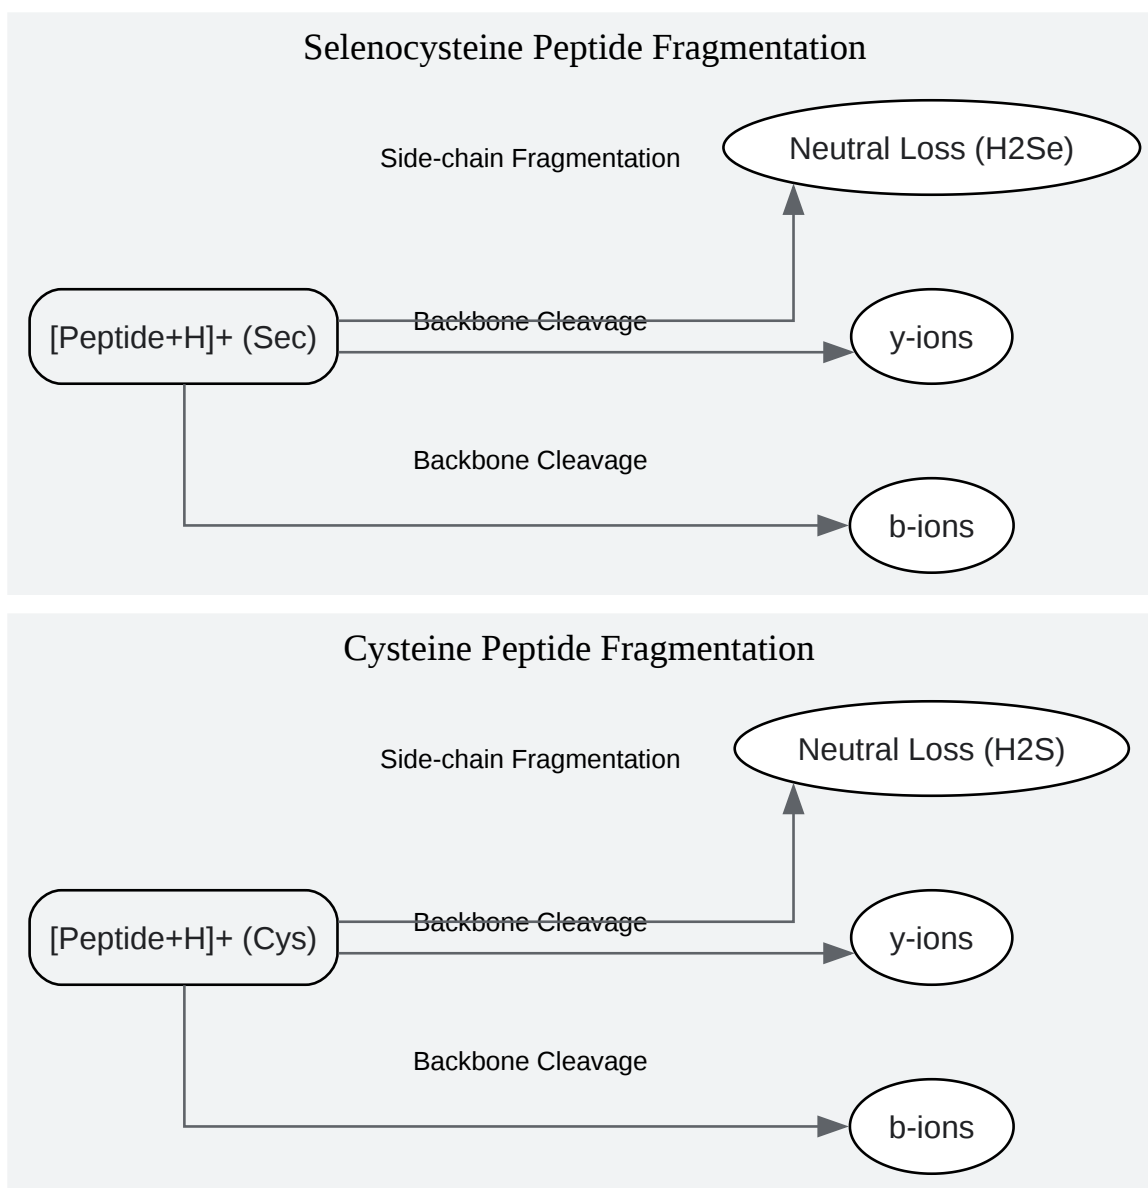 Selenocysteine Peptide Fragmentation
Side-chain Fragmentation
Neutral Loss (H2Se)
[Peptide+H]+ (Sec)
Backbone Cleavage
y-ions
Backbone Cleavage
b-ions
Cysteine Peptide Fragmentation
Side-chain Fragmentation
Neutral Loss (H2S)
[Peptide+H]+ (Cys)
Backbone Cleavage
y-ions
Backbone Cleavage
b-ions